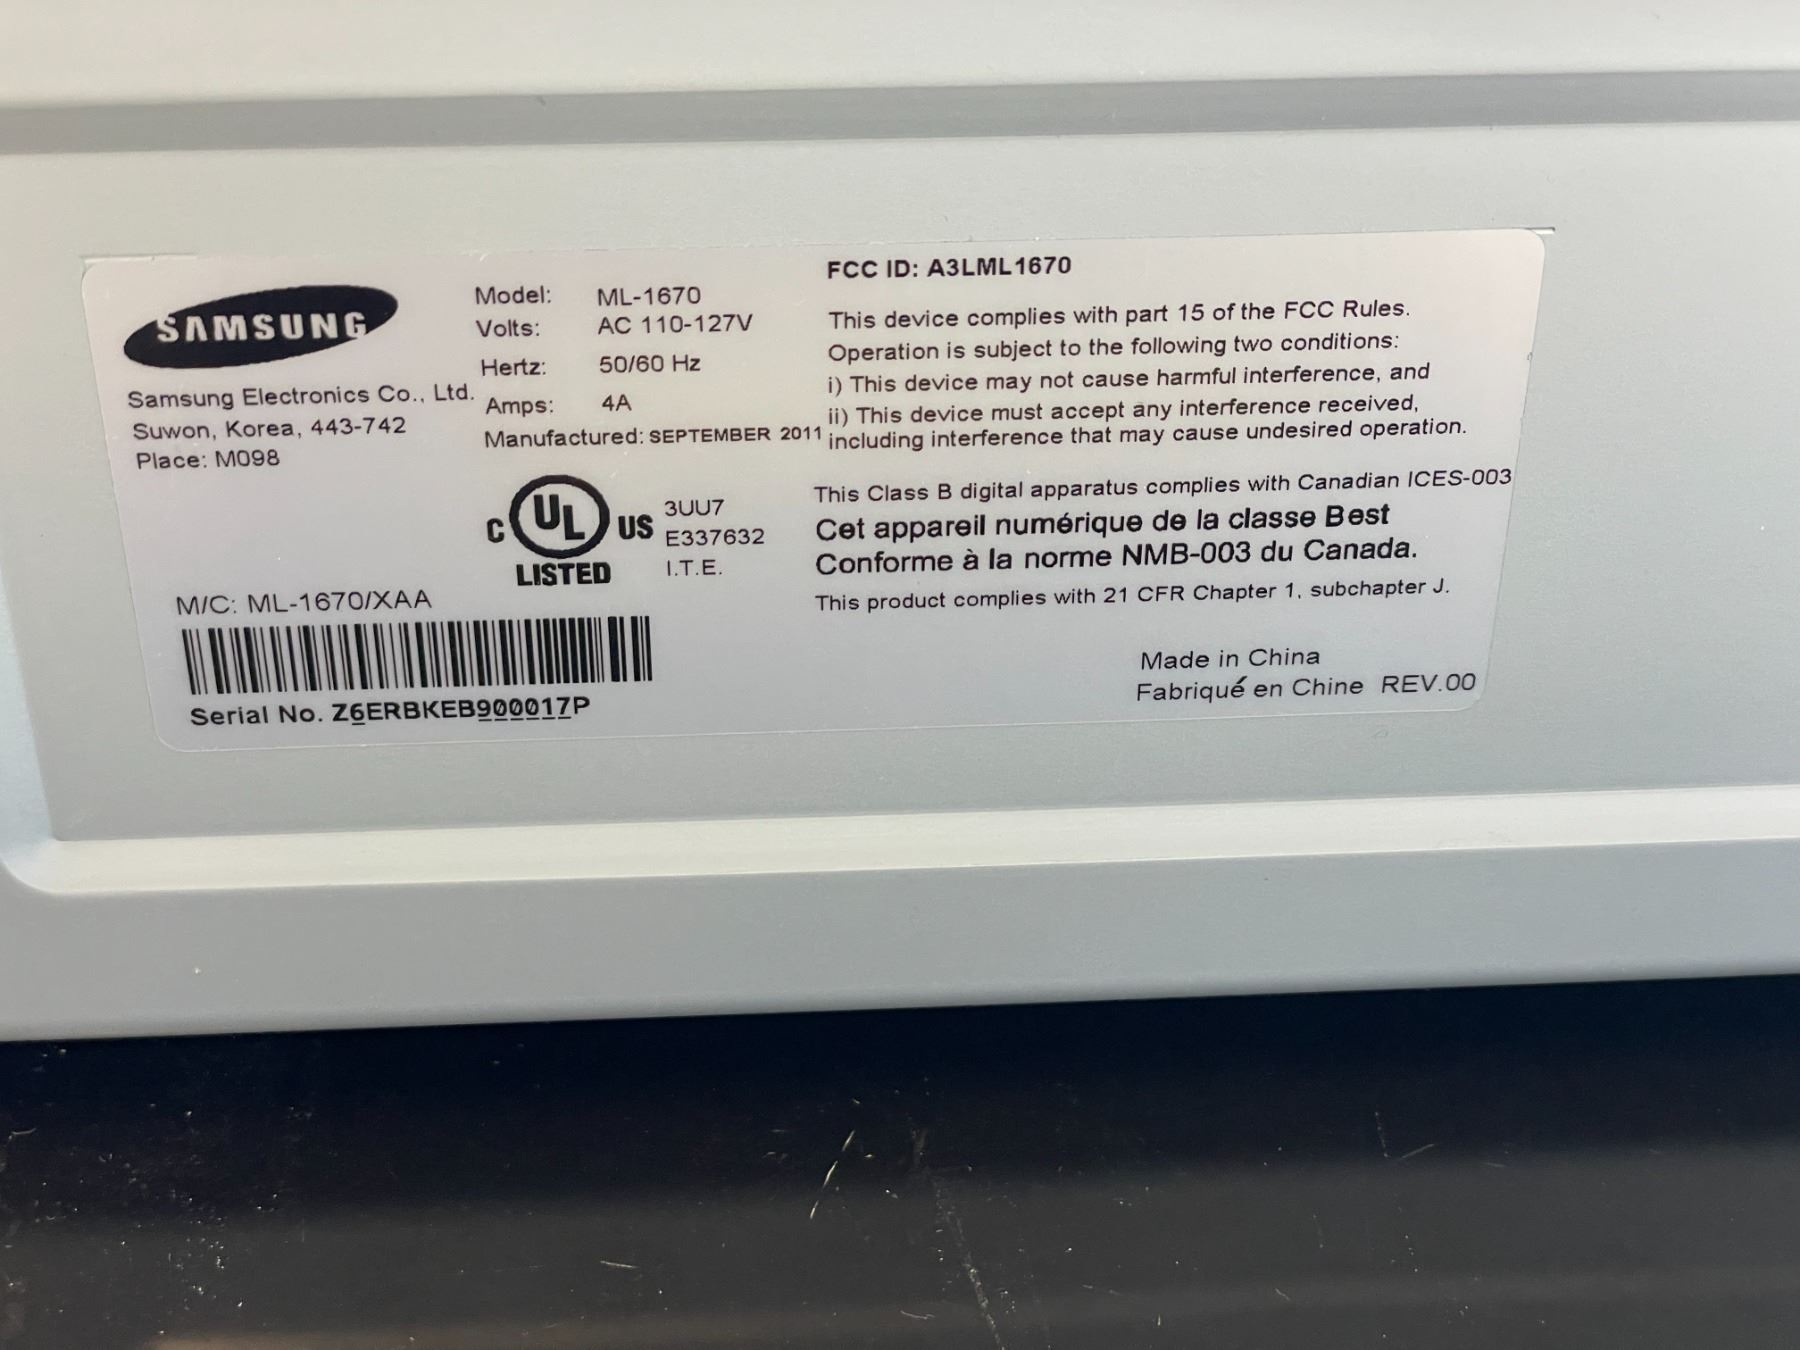 SAMSUNG
Samsung Electronics Co., Ltd.
Suwon, Korea, 443-742
Place: M098
Model: ML-1670
Volts: AC 110-127V
Hertz: 50/60 Hz
Amps: 4A
Manufactured: SEPTEMBER 2011
C UL US
LISTED
3UU7
E337632
I.T.E.
M/C: ML-1670/XAA
Serial No. Z6ERBKEB900017P
FCC ID: A3LML1670
This device complies with part 15 of the FCC Rules.
Operation is subject to the following two conditions:
i) This device may not cause harmful interference, and
ii) This device must accept any interference received,
including interference that may cause undesired operation.
This Class B digital apparatus complies with Canadian ICES-003
Cet appareil numérique de la classe B est
Conforme à la norme NMB-003 du Canada.
This product complies with 21 CFR Chapter 1, subchapter J.
Made in China
Fabriqué en Chine REV.00